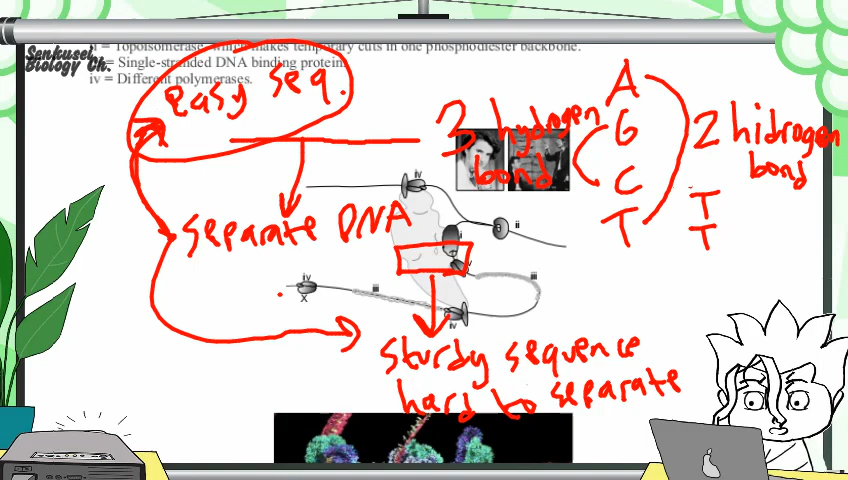 ii = Topoisomerase, which makes temporary cuts in one phosphodiester backbone.
= Single-stranded DNA binding protein.
iv = Different polymerases.
Senkusei
Biology Ch.
easy seq.
3 hydrogen
bond
A
G
C
T
2 hidrogen
bond
T
T
separate DNA
iv
ii
i
iv
iii
iv
X
iii
iv
sturdy sequence
hard to separate